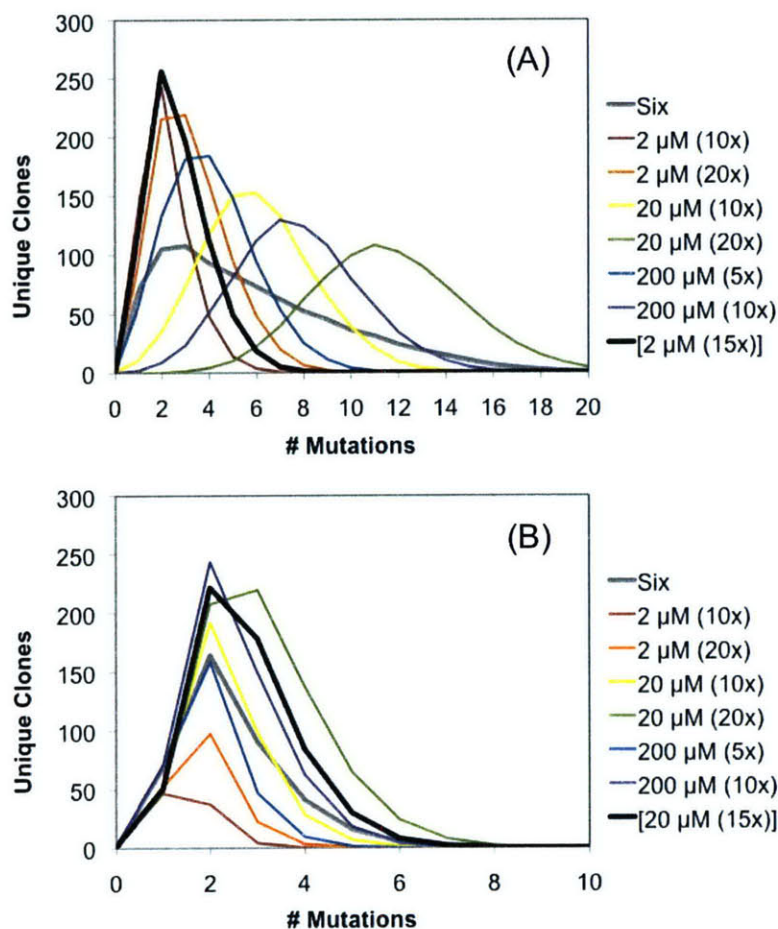 (A)
300
250
200
150
100
50
0
Unique Clones
0 2 4 6 8 10 12 14 16 18 20
# Mutations
Six
2 µM (10x)
2 µM (20x)
20 µM (10x)
20 µM (20x)
200 µM (5x)
200 µM (10x)
[2 µM (15x)]
(B)
300
250
200
150
100
50
0
Unique Clones
0 2 4 6 8 10
# Mutations
Six
2 µM (10x)
2 µM (20x)
20 µM (10x)
20 µM (20x)
200 µM (5x)
200 µM (10x)
[20 µM (15x)]